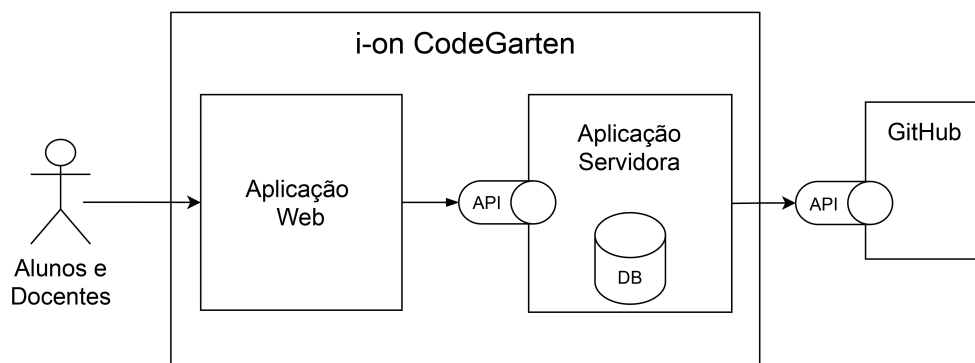 i-on CodeGarten
Alunos e
Docentes
Aplicação
Web
API
Aplicação
Servidora
DB
API
GitHub